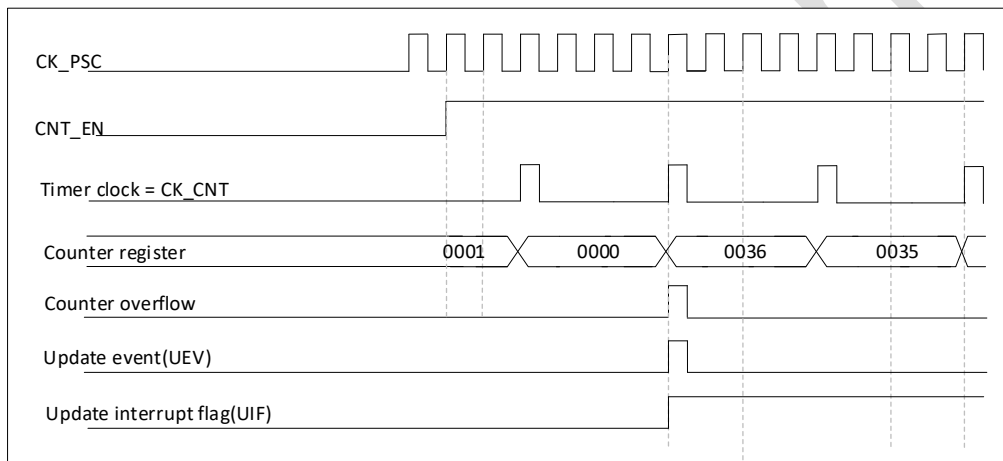 CK_PSC
CNT_EN
Timer clock = CK_CNT
Counter register 0001 0000 0036 0035
Counter overflow
Update event(UEV)
Update interrupt flag(UIF)